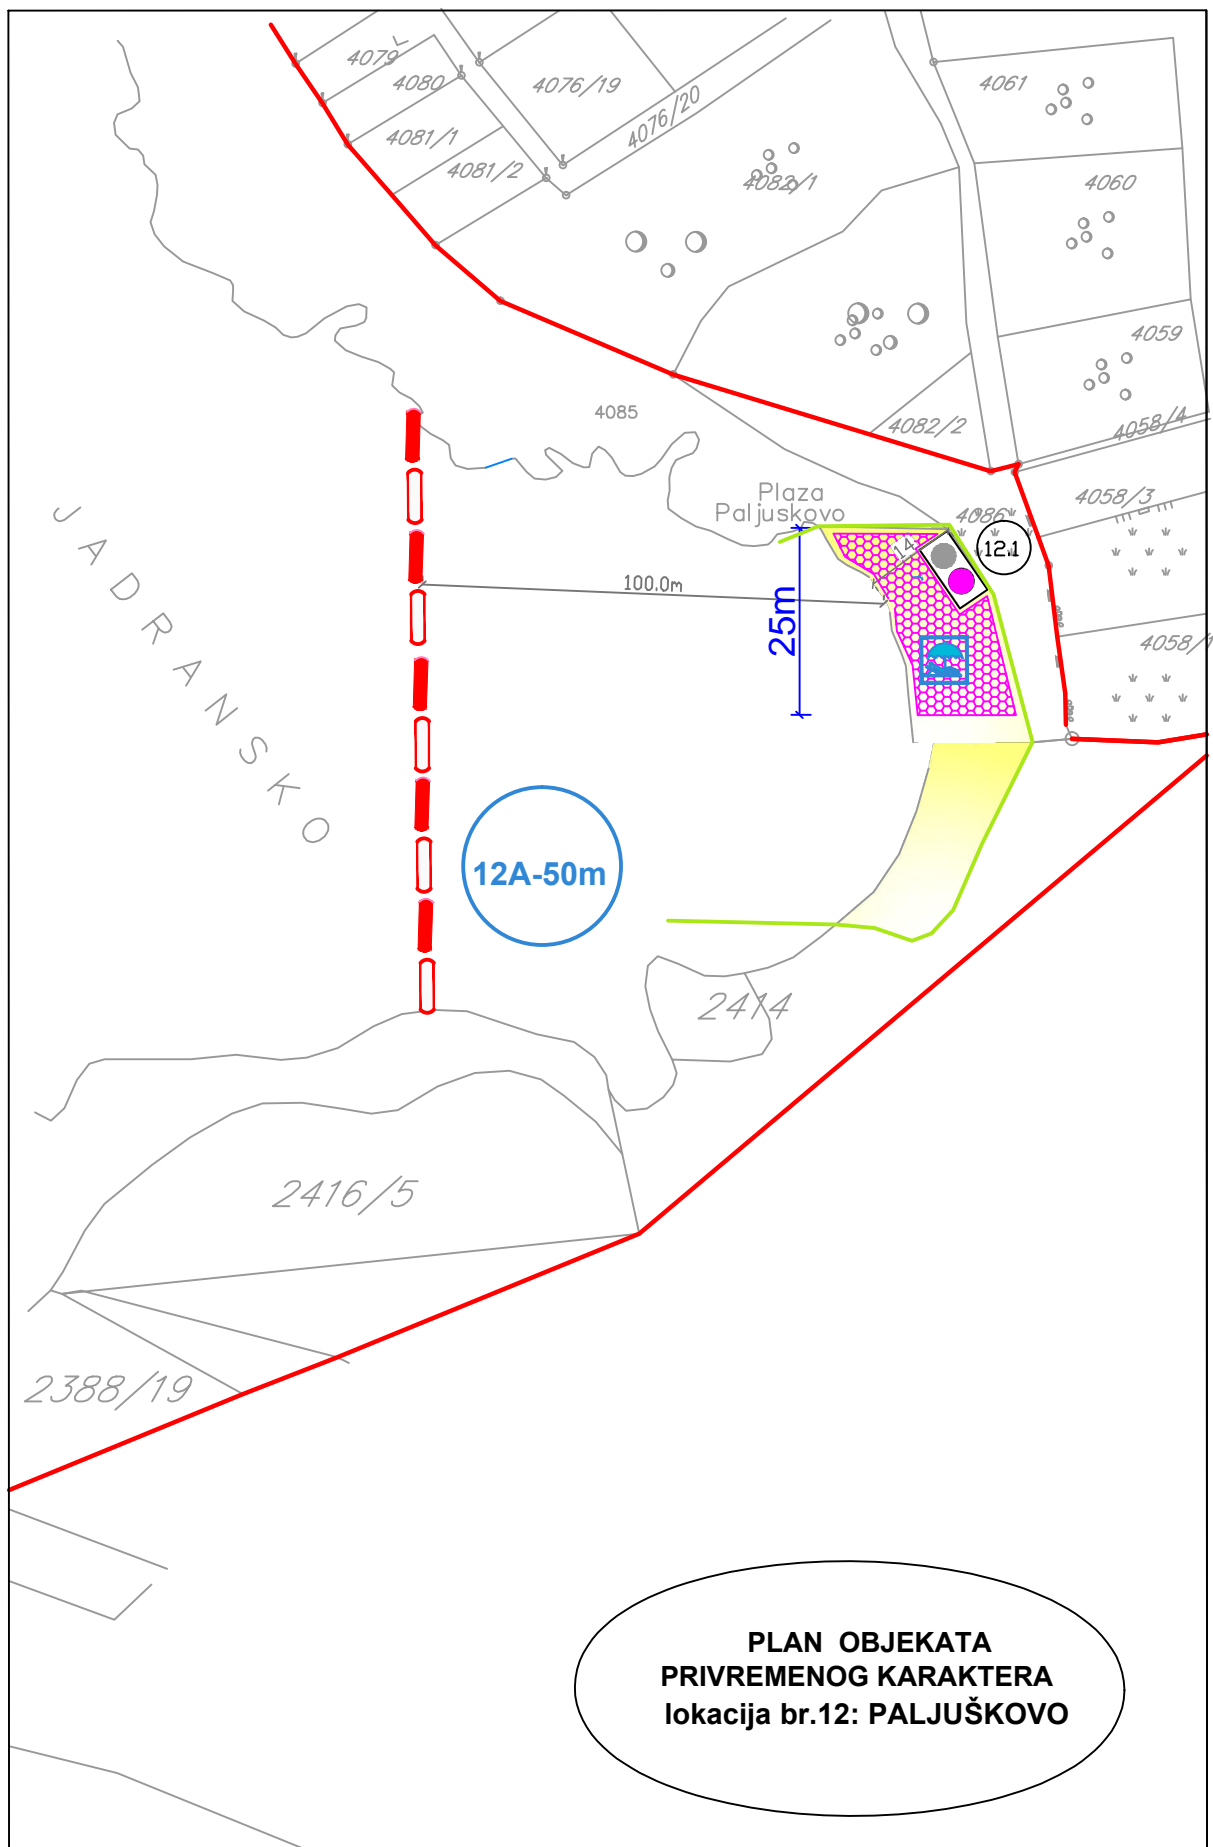 4079
4080
4076/19
4076/20
4081/1
4081/2
4082/1
4061
4060
4059
4058/4
4082/2
4085
4058/3
Plaza
Paljuskovo
4086
12.1
14
100.0m
25m
4058/1
JADRANSKO
12A-50m
2414
2416/5
2388/19
PLAN OBJEKATA
PRIVREMENOG KARAKTERA
lokacija br.12: PALJUŠKOVO